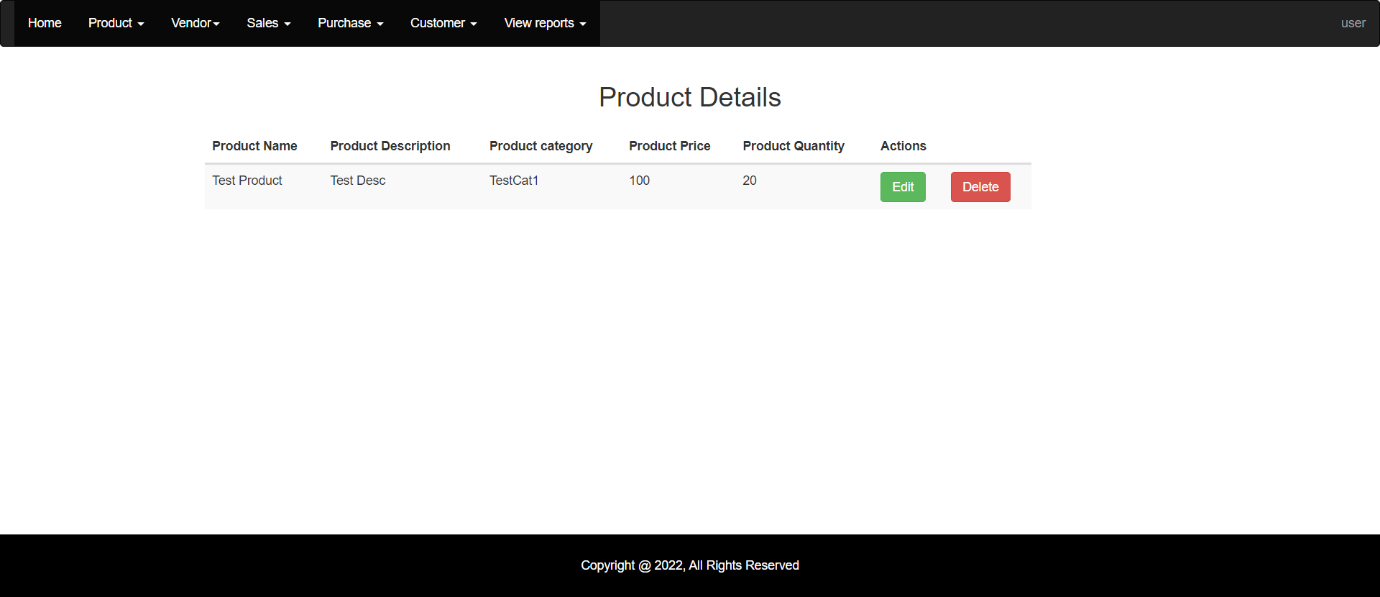 Home Product Vendor Sales Purchase Customer View reports user
Product Details
Product Name Product Description Product category Product Price Product Quantity Actions
Test Product Test Desc TestCat1 100 20 Edit Delete
Copyright @ 2022, All Rights Reserved